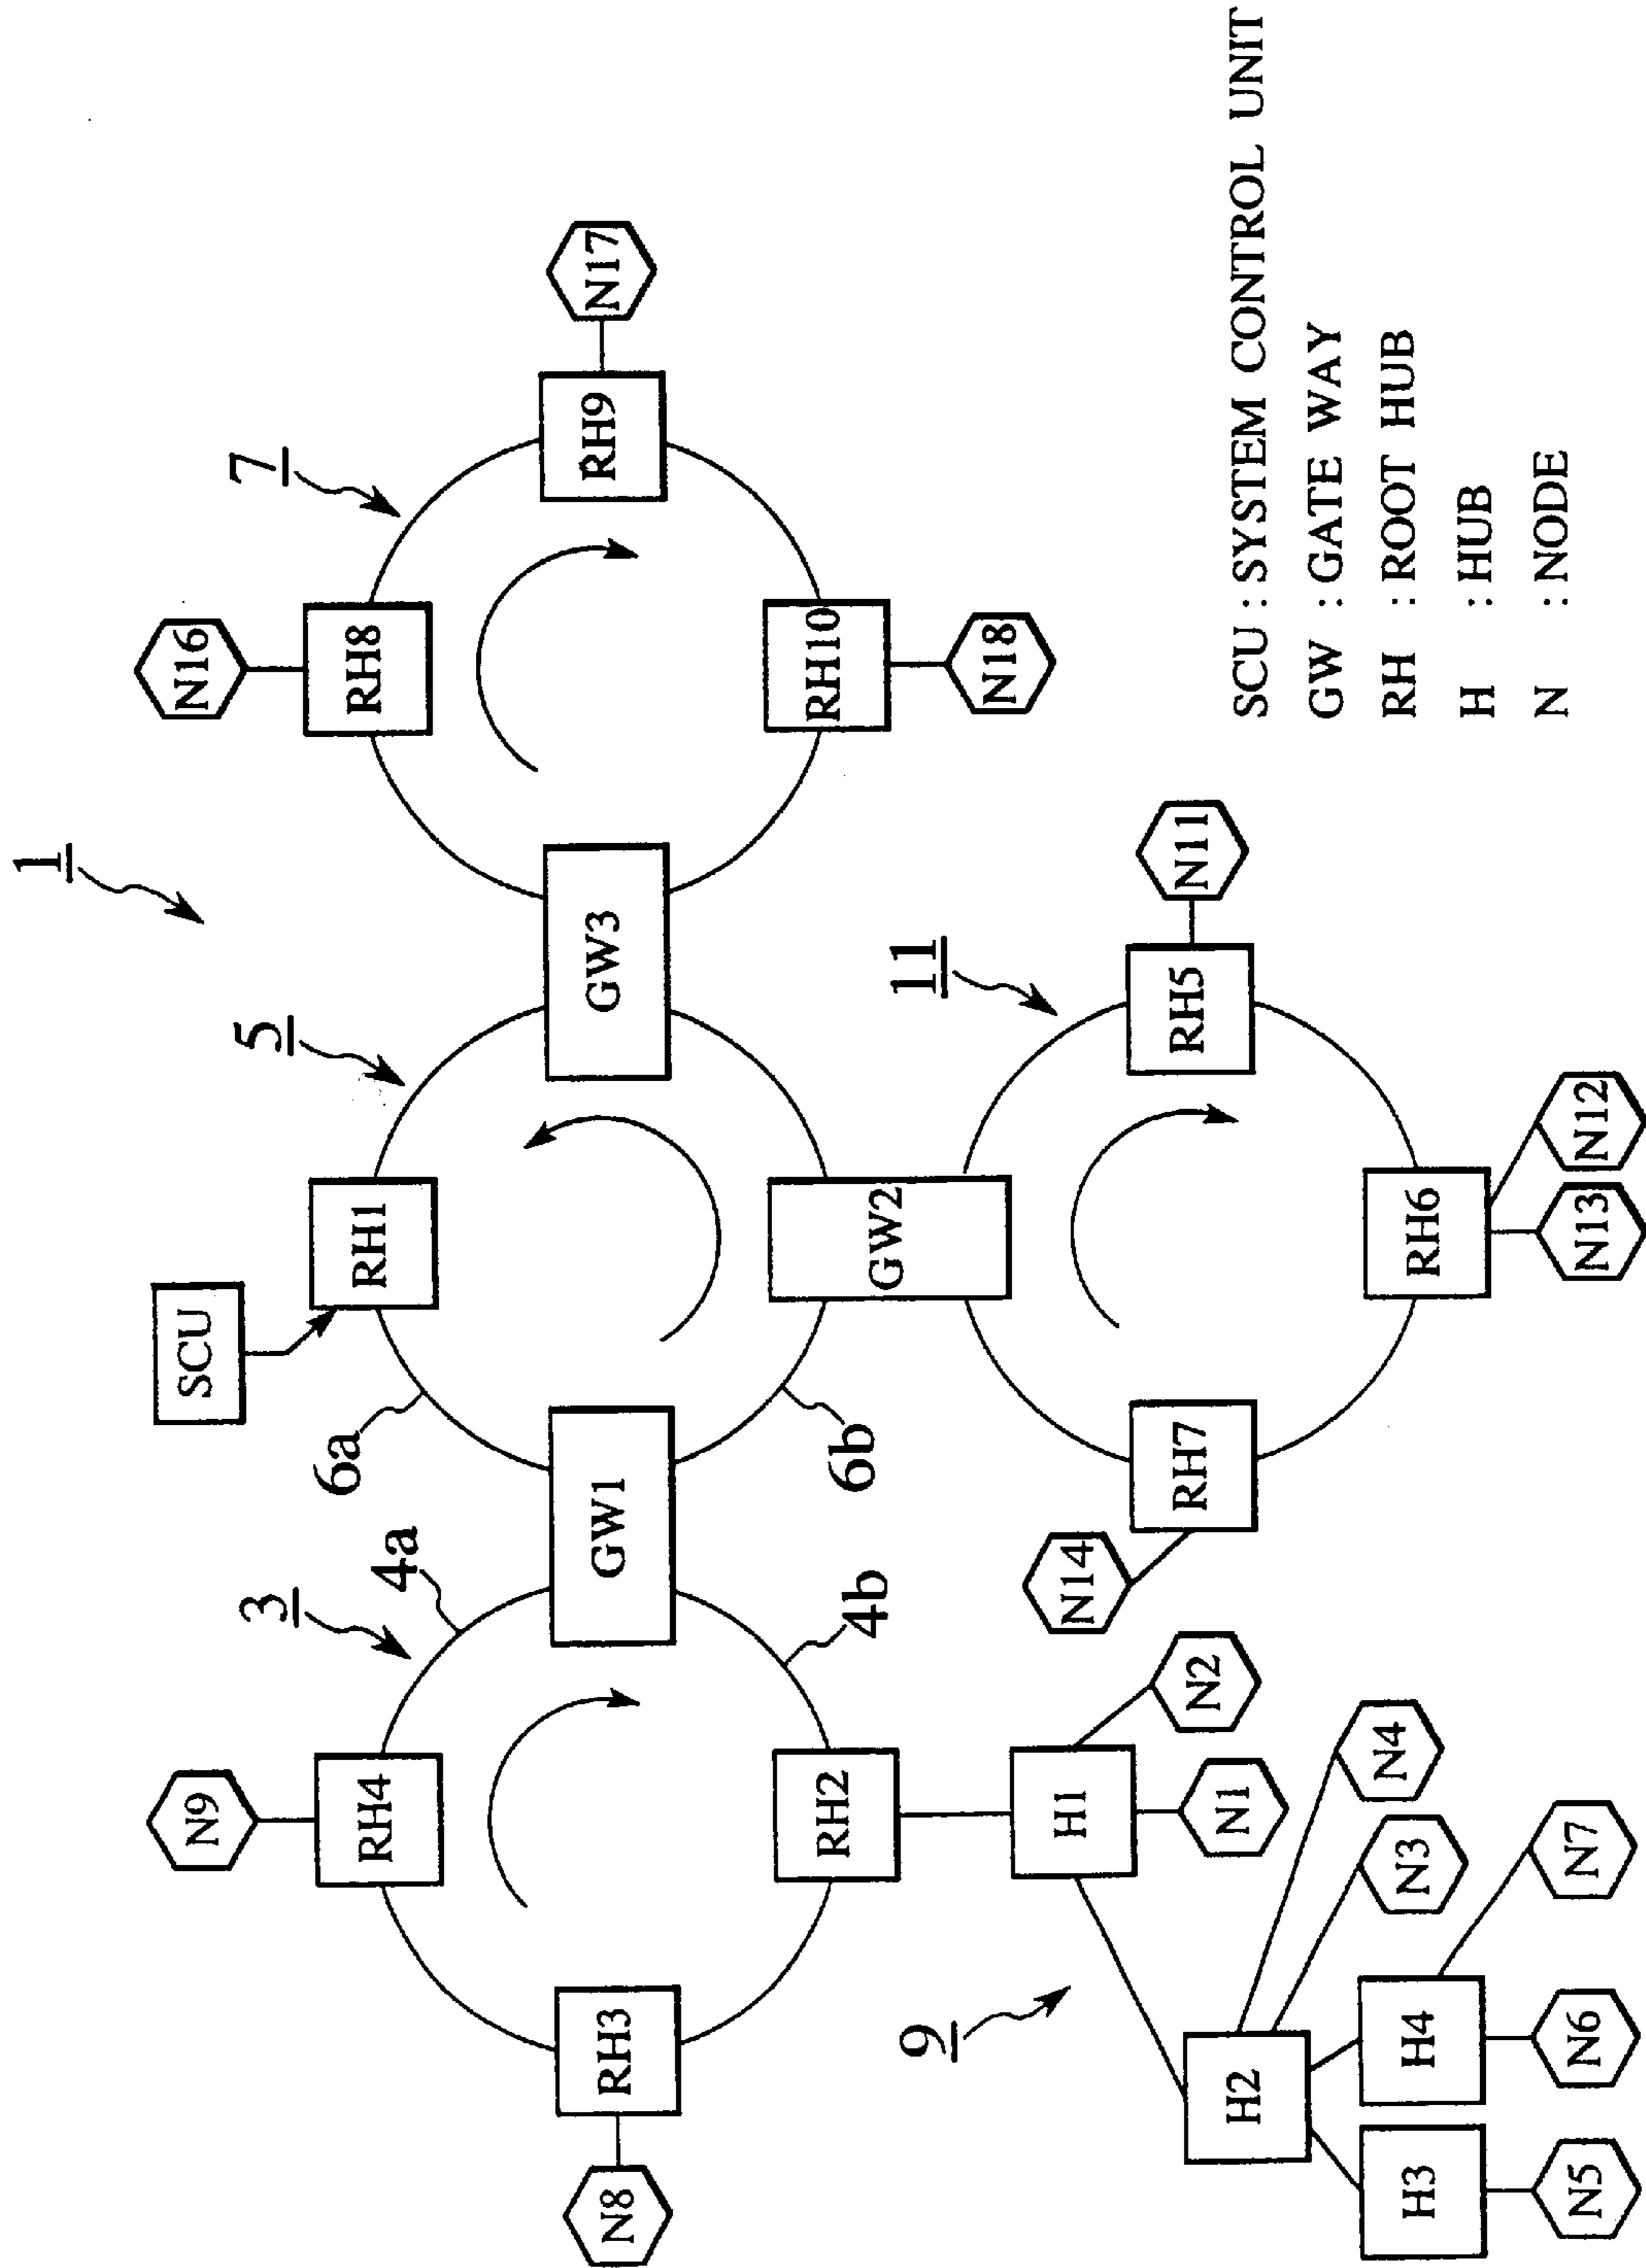 1
3
5
7
SCU
N9
N16
RH4
RH1
RH8
4a
6a
N8
RH3
GW1
GW3
RH9
N17
4b
6b
RH2
GW2
RH10
N18
9
11
N14
H1
N2
RH7
RH5
N11
N1
H2
N4
N3
RH6
H3
H4
N7
N13
N12
N5
N6
SCU : SYSTEM CONTROL UNIT
GW : GATE WAY
RH : ROOT HUB
H : HUB
N : NODE